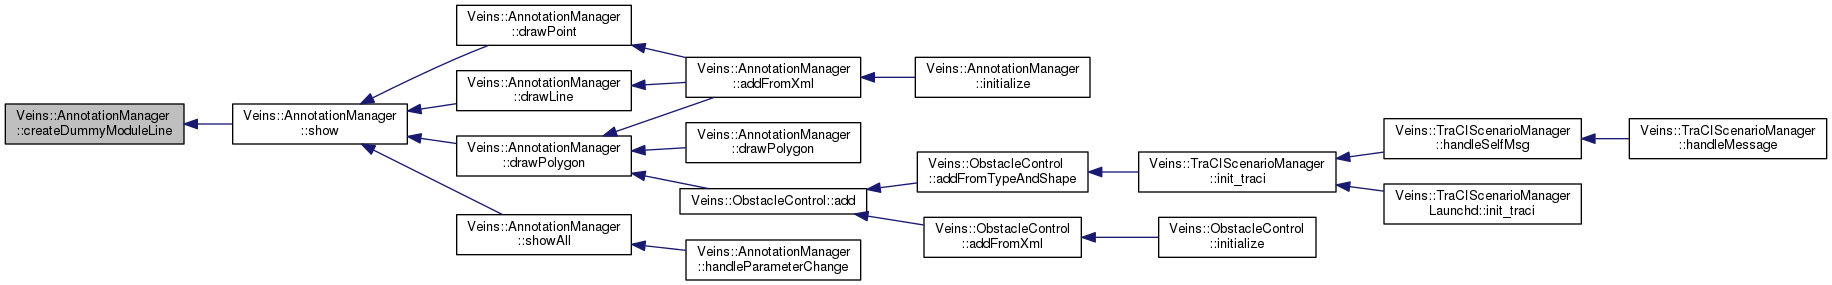 Veins::AnnotationManager
::createDummyModuleLine
Veins::AnnotationManager
::show
Veins::AnnotationManager
::drawPoint
Veins::AnnotationManager
::drawLine
Veins::AnnotationManager
::drawPolygon
Veins::AnnotationManager
::showAll
Veins::AnnotationManager
::addFromXml
Veins::AnnotationManager
::drawPolygon
Veins::ObstacleControl::add
Veins::AnnotationManager
::handleParameterChange
Veins::AnnotationManager
::initialize
Veins::ObstacleControl
::addFromTypeAndShape
Veins::ObstacleControl
::addFromXml
Veins::TraCIScenarioManager
::init_traci
Veins::ObstacleControl
::initialize
Veins::TraCIScenarioManager
::handleSelfMsg
Veins::TraCIScenarioManager
Launchd::init_traci
Veins::TraCIScenarioManager
::handleMessage